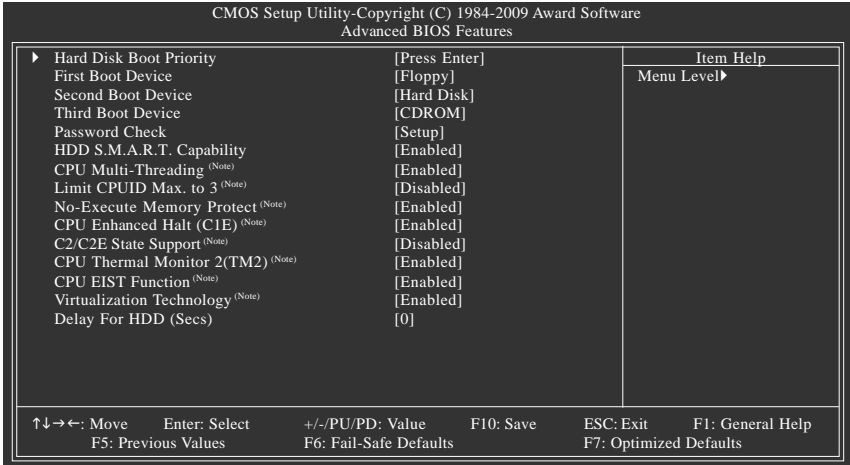 CMOS Setup Utility-Copyright (C) 1984-2009 Award Software
Advanced BIOS Features
Hard Disk Boot Priority [Press Enter]
First Boot Device [Floppy]
Second Boot Device [Hard Disk]
Third Boot Device [CDROM]
Password Check [Setup]
HDD S.M.A.R.T. Capability [Enabled]
CPU Multi-Threading (Note) [Enabled]
Limit CPUID Max. to 3 (Note) [Disabled]
No-Execute Memory Protect (Note) [Enabled]
CPU Enhanced Halt (C1E) (Note) [Enabled]
C2/C2E State Support (Note) [Disabled]
CPU Thermal Monitor 2(TM2) (Note) [Enabled]
CPU EIST Function (Note) [Enabled]
Virtualization Technology (Note) [Enabled]
Delay For HDD (Secs) [0]
Item Help
Menu Level
↑↓→←: Move Enter: Select +/-/PU/PD: Value F10: Save ESC: Exit F1: General Help
F5: Previous Values F6: Fail-Safe Defaults F7: Optimized Defaults